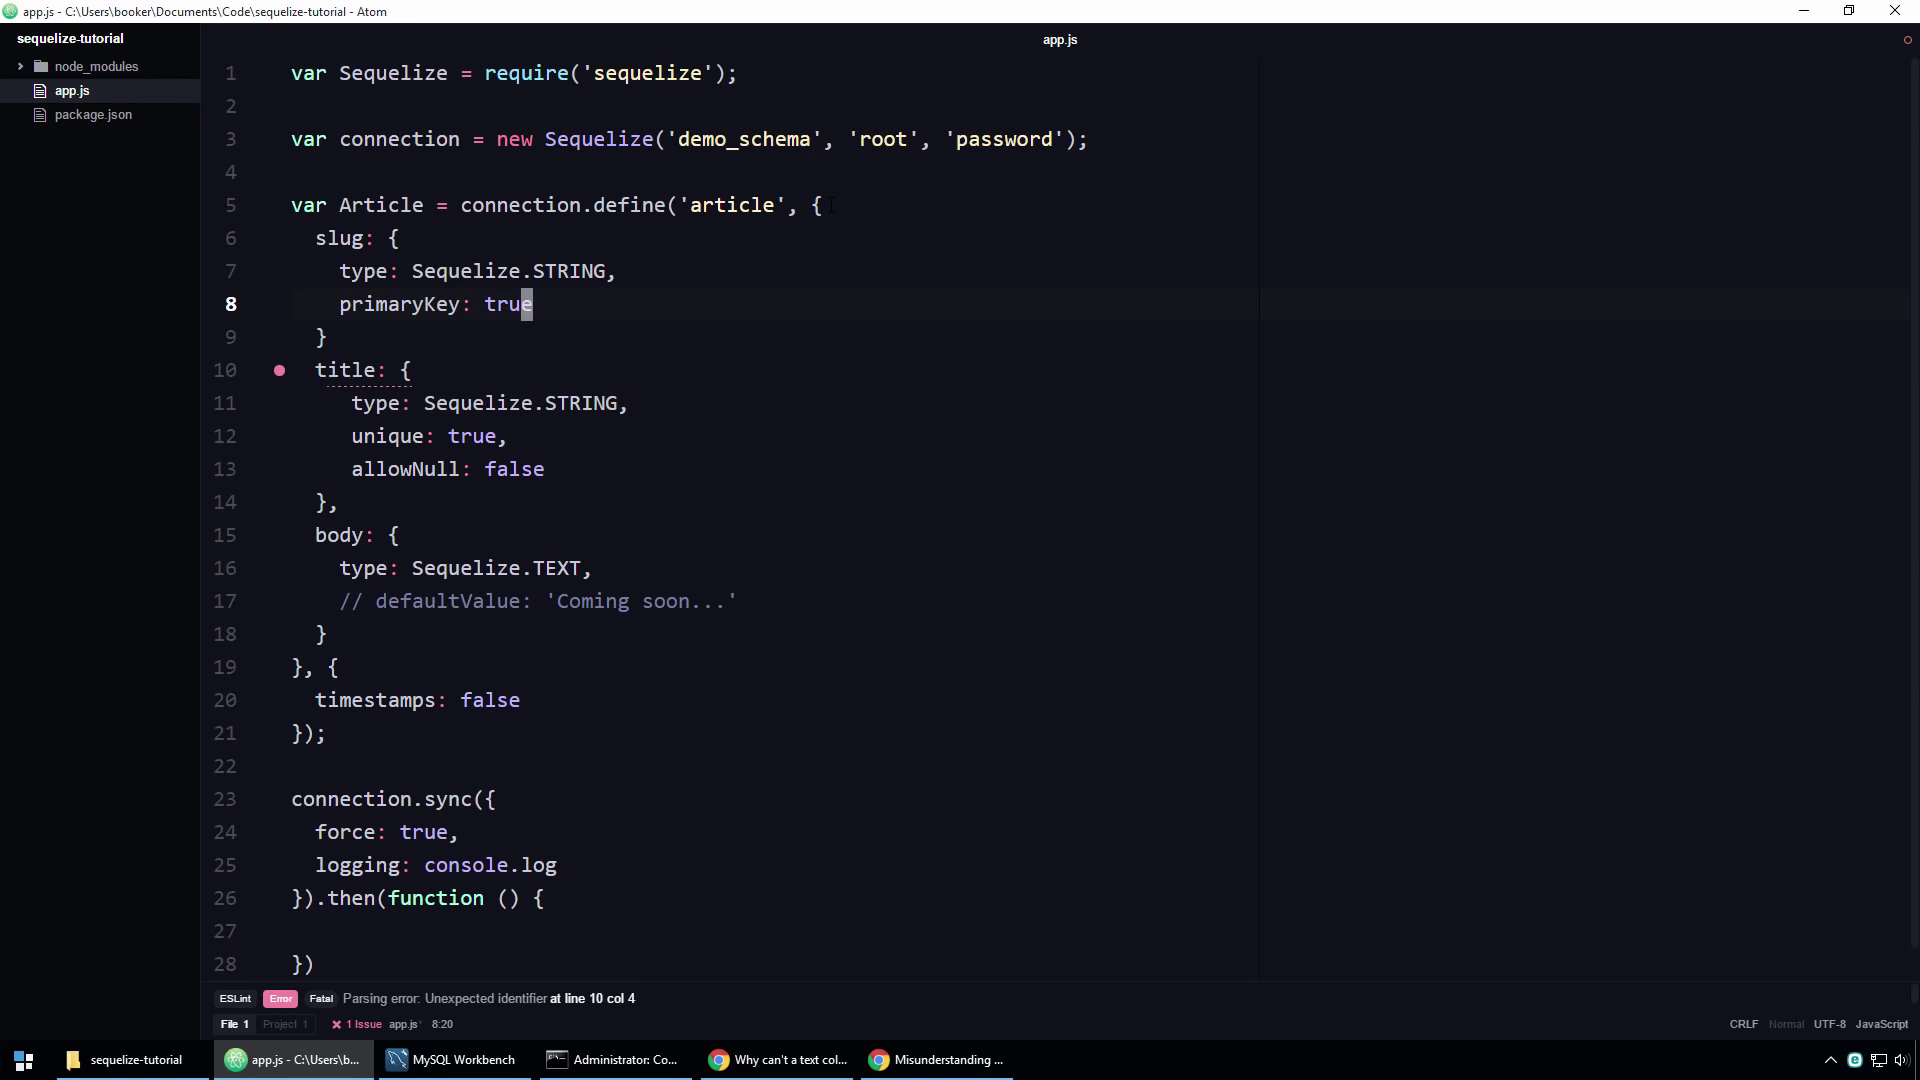 app.js - C:\Users\booker\Documents\Code\sequelize-tutorial - Atom
sequelize-tutorial
node_modules
app.js
package.json
app.js
1 var Sequelize = require('sequelize');
2
3 var connection = new Sequelize('demo_schema', 'root', 'password');
4
5 var Article = connection.define('article', {
6 slug: {
7 type: Sequelize.STRING,
8 primaryKey: true
9 }
10 title: {
11 type: Sequelize.STRING,
12 unique: true,
13 allowNull: false
14 },
15 body: {
16 type: Sequelize.TEXT,
17 // defaultValue: 'Coming soon...'
18 }
19 }, {
20 timestamps: false
21 });
22
23 connection.sync({
24 force: true,
25 logging: console.log
26 }).then(function () {
27
28 })
ESLint Error Fatal Parsing error: Unexpected identifier at line 10 col 4
File 1 Project 1 1 Issue app.js* 8:20 CRLF Normal UTF-8 JavaScript
sequelize-tutorial app.js - C:\Users\b... MySQL Workbench Administrator: Co... Why can't a text col... Misunderstanding ...